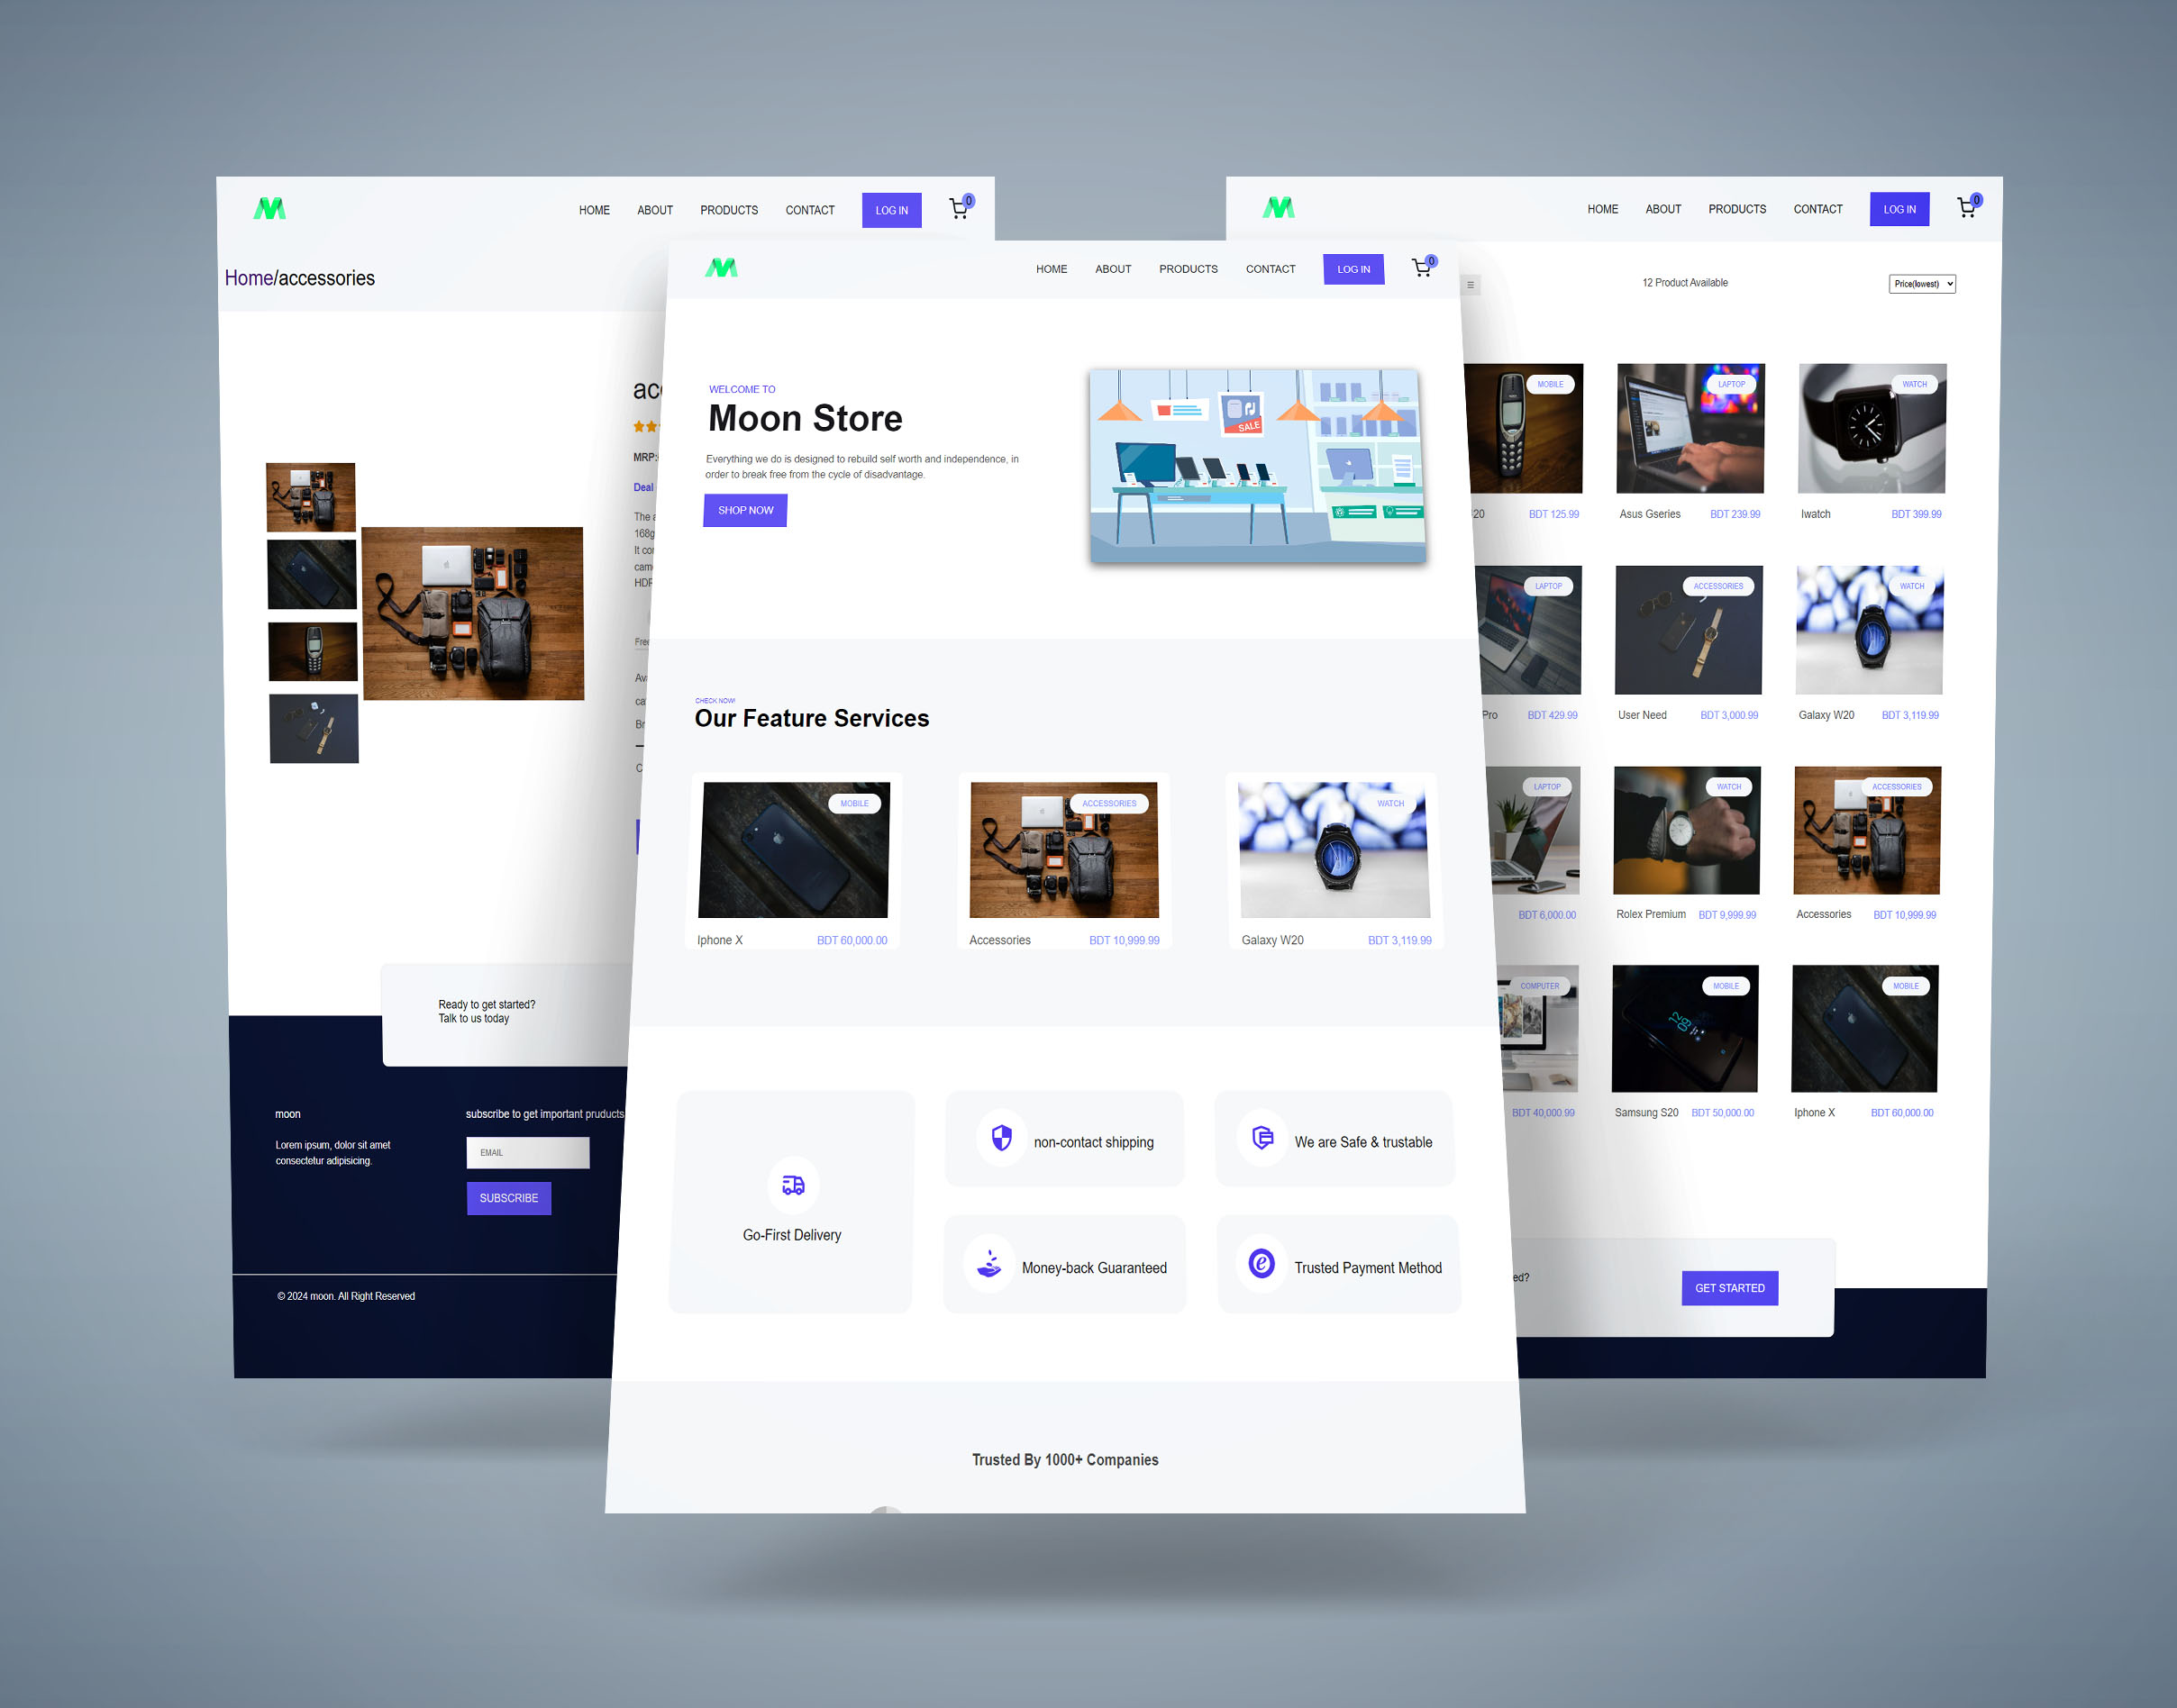 HOME ABOUT PRODUCTS CONTACT LOG IN 0
Home/accessories
MRP:
Deal
The
168g
HDR
Ready to get started?
Talk to us today
moon
Lorem ipsum, dolor sit amet
consectetur adipisicing.
subscribe to get important pruducts
EMAIL
SUBSCRIBE
© 2024 moon. All Right Reserved
HOME ABOUT PRODUCTS CONTACT LOG IN 0
WELCOME TO
Moon Store
Everything we do is designed to rebuild self worth and independence, in
order to break free from the cycle of disadvantage.
SHOP NOW
SALE
CHECK NOW!
Our Feature Services
MOBILE ACCESSORIES WATCH
Iphone X BDT 60,000.00 Accessories BDT 10,999.99 Galaxy W20 BDT 3,119.99
non-contact shipping
We are Safe & trustable
Go-First Delivery
Money-back Guaranteed
Trusted Payment Method
Trusted By 1000+ Companies
HOME ABOUT PRODUCTS CONTACT LOG IN 0
12 Product Available
Price(lowest)
MOBILE LAPTOP WATCH
20 BDT 125.99 Asus Gseries BDT 239.99 Iwatch BDT 399.99
LAPTOP ACCESSORIES WATCH
Pro BDT 429.99 User Need BDT 3,000.99 Galaxy W20 BDT 3,119.99
LAPTOP WATCH ACCESSORIES
BDT 6,000.00 Rolex Premium BDT 9,999.99 Accessories BDT 10,999.99
COMPUTER MOBILE MOBILE
BDT 40,000.99 Samsung S20 BDT 50,000.00 Iphone X BDT 60,000.00
ed?
GET STARTED